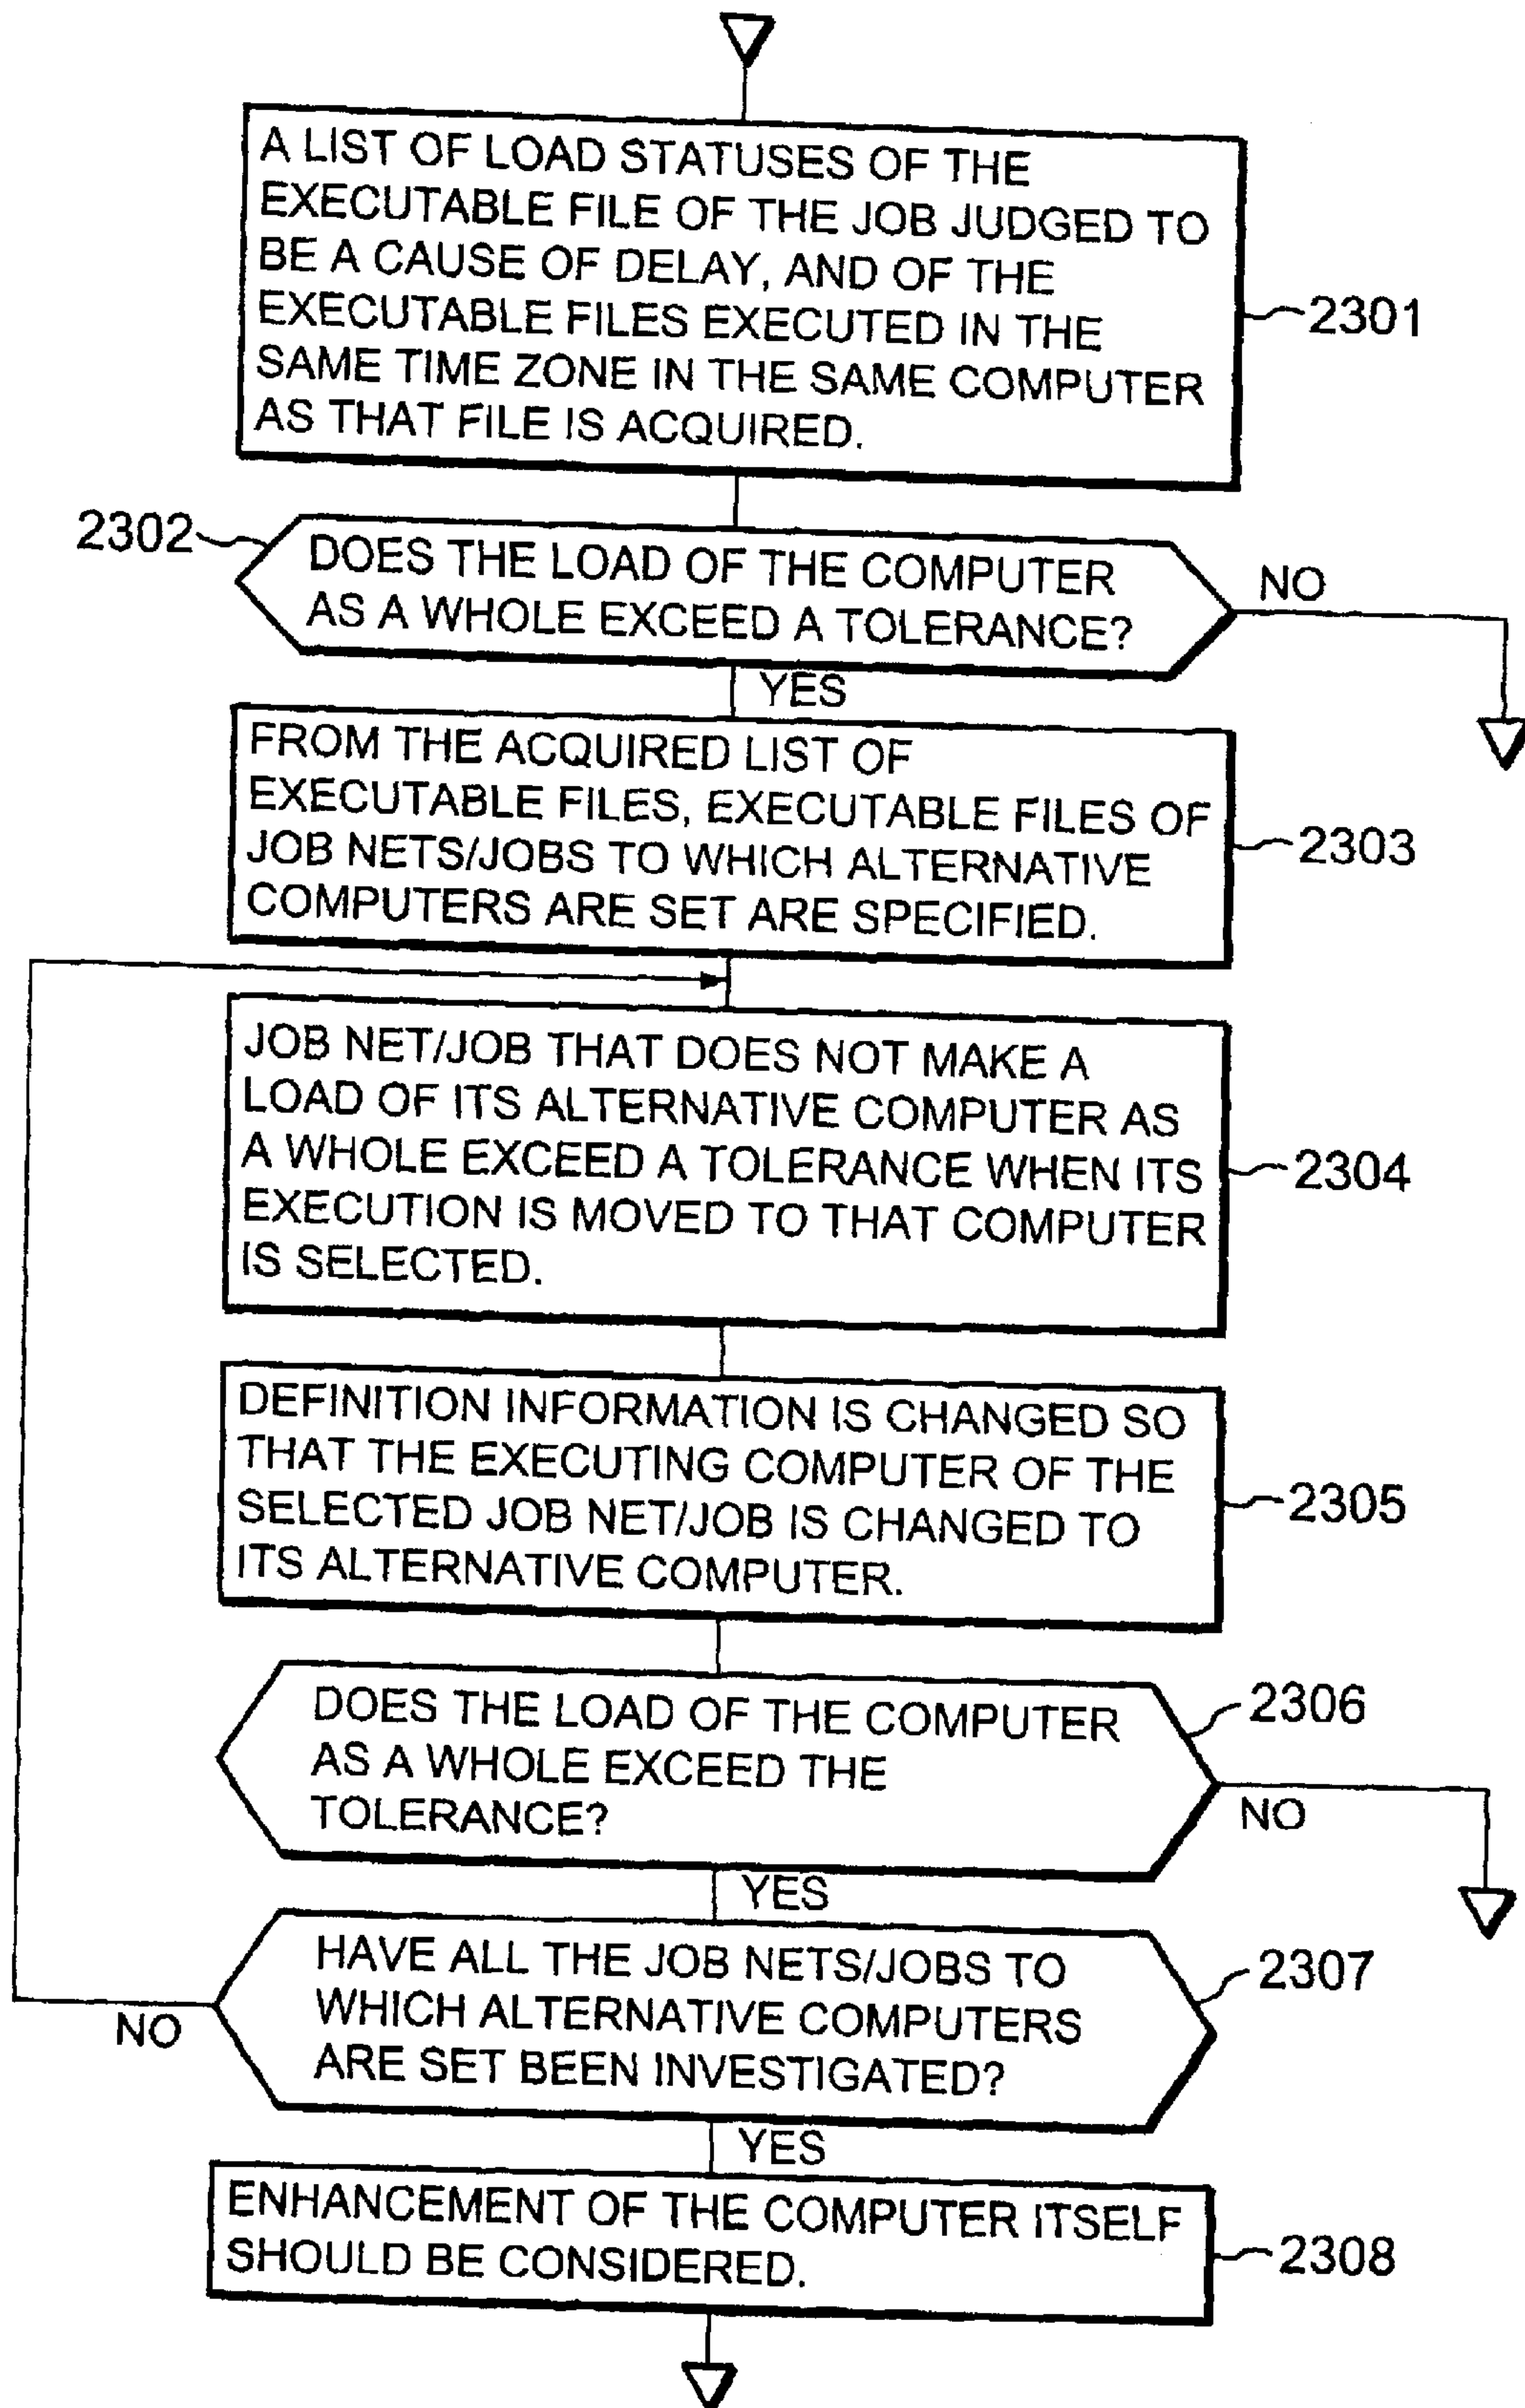 A LIST OF LOAD STATUSES OF THE
EXECUTABLE FILE OF THE JOB JUDGED TO
BE A CAUSE OF DELAY, AND OF THE
EXECUTABLE FILES EXECUTED IN THE
SAME TIME ZONE IN THE SAME COMPUTER
AS THAT FILE IS ACQUIRED.
2301
2302
DOES THE LOAD OF THE COMPUTER
AS A WHOLE EXCEED A TOLERANCE?
NO
YES
FROM THE ACQUIRED LIST OF
EXECUTABLE FILES, EXECUTABLE FILES OF
JOB NETS/JOBS TO WHICH ALTERNATIVE
COMPUTERS ARE SET ARE SPECIFIED.
2303
JOB NET/JOB THAT DOES NOT MAKE A
LOAD OF ITS ALTERNATIVE COMPUTER AS
A WHOLE EXCEED A TOLERANCE WHEN ITS
EXECUTION IS MOVED TO THAT COMPUTER
IS SELECTED.
2304
DEFINITION INFORMATION IS CHANGED SO
THAT THE EXECUTING COMPUTER OF THE
SELECTED JOB NET/JOB IS CHANGED TO
ITS ALTERNATIVE COMPUTER.
2305
DOES THE LOAD OF THE COMPUTER
AS A WHOLE EXCEED THE
TOLERANCE?
2306
NO
YES
HAVE ALL THE JOB NETS/JOBS TO
WHICH ALTERNATIVE COMPUTERS
ARE SET BEEN INVESTIGATED?
2307
NO
YES
ENHANCEMENT OF THE COMPUTER ITSELF
SHOULD BE CONSIDERED.
2308